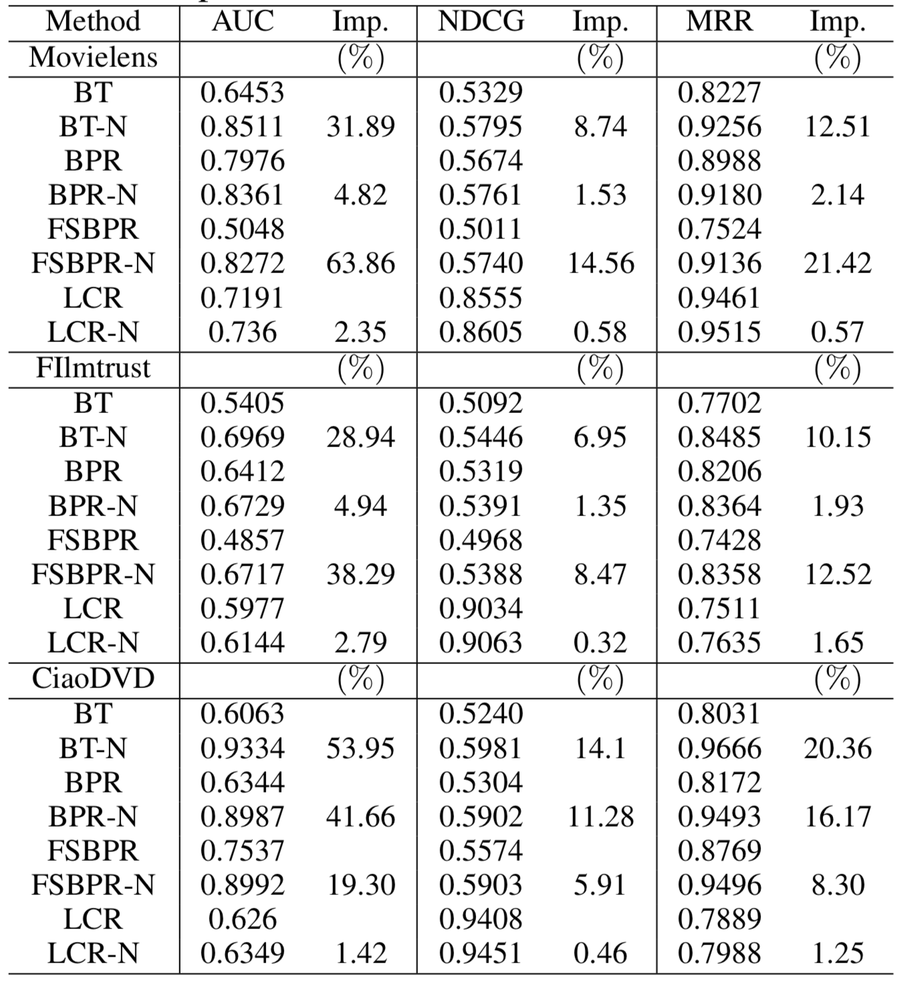 Method AUC Imp. NDCG Imp. MRR Imp.
Movielens (%) (%) (%)
BT 0.6453 0.5329 0.8227
BT-N 0.8511 31.89 0.5795 8.74 0.9256 12.51
BPR 0.7976 0.5674 0.8988
BPR-N 0.8361 4.82 0.5761 1.53 0.9180 2.14
FSBPR 0.5048 0.5011 0.7524
FSBPR-N 0.8272 63.86 0.5740 14.56 0.9136 21.42
LCR 0.7191 0.8555 0.9461
LCR-N 0.736 2.35 0.8605 0.58 0.9515 0.57
FIlmtrust (%) (%) (%)
BT 0.5405 0.5092 0.7702
BT-N 0.6969 28.94 0.5446 6.95 0.8485 10.15
BPR 0.6412 0.5319 0.8206
BPR-N 0.6729 4.94 0.5391 1.35 0.8364 1.93
FSBPR 0.4857 0.4968 0.7428
FSBPR-N 0.6717 38.29 0.5388 8.47 0.8358 12.52
LCR 0.5977 0.9034 0.7511
LCR-N 0.6144 2.79 0.9063 0.32 0.7635 1.65
CiaoDVD (%) (%) (%)
BT 0.6063 0.5240 0.8031
BT-N 0.9334 53.95 0.5981 14.1 0.9666 20.36
BPR 0.6344 0.5304 0.8172
BPR-N 0.8987 41.66 0.5902 11.28 0.9493 16.17
FSBPR 0.7537 0.5574 0.8769
FSBPR-N 0.8992 19.30 0.5903 5.91 0.9496 8.30
LCR 0.626 0.9408 0.7889
LCR-N 0.6349 1.42 0.9451 0.46 0.7988 1.25